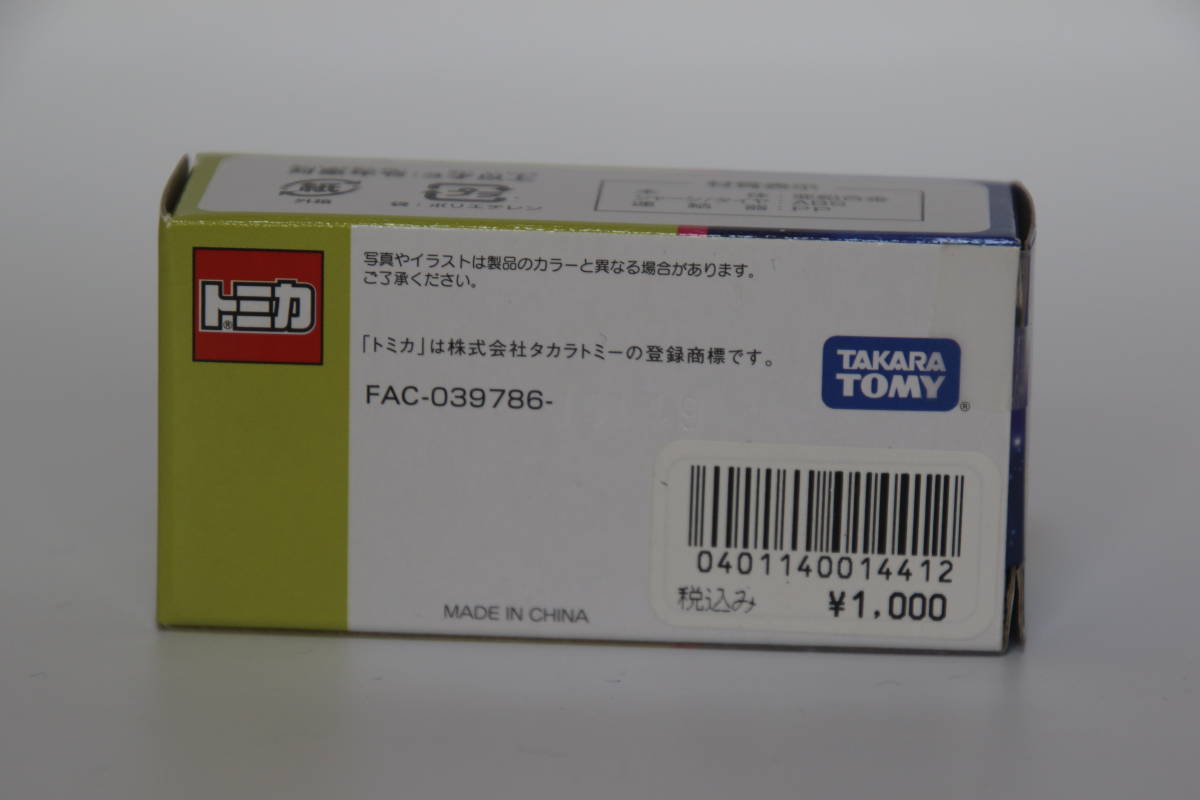 トミカ®
写真やイラストは製品のカラーと異なる場合があります。
ご了承ください。
「トミカ」は株式会社タカラトミーの登録商標です。
FAC-039786-
TAKARA
TOMY®
0401140014412
税込み ¥1,000
MADE IN CHINA